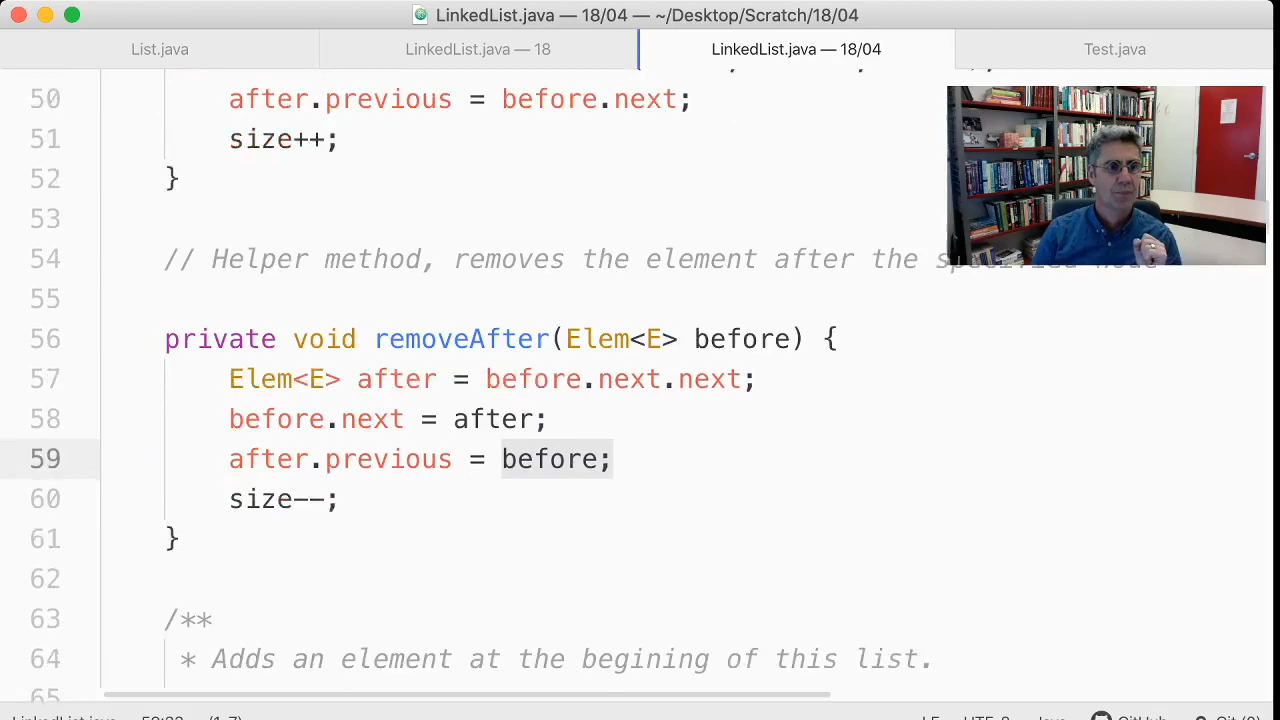 LinkedList.java — 18/04 — ~/Desktop/Scratch/18/04
List.java
LinkedList.java — 18
LinkedList.java — 18/04
Test.java
50 after.previous = before.next;
51 size++;
52 }
53
54 // Helper method, removes the element after the specified node
55
56 private void removeAfter(Elem<E> before) {
57 Elem<E> after = before.next.next;
58 before.next = after;
59 after.previous = before;
60 size--;
61 }
62
63 /**
64 * Adds an element at the begining of this list.
65